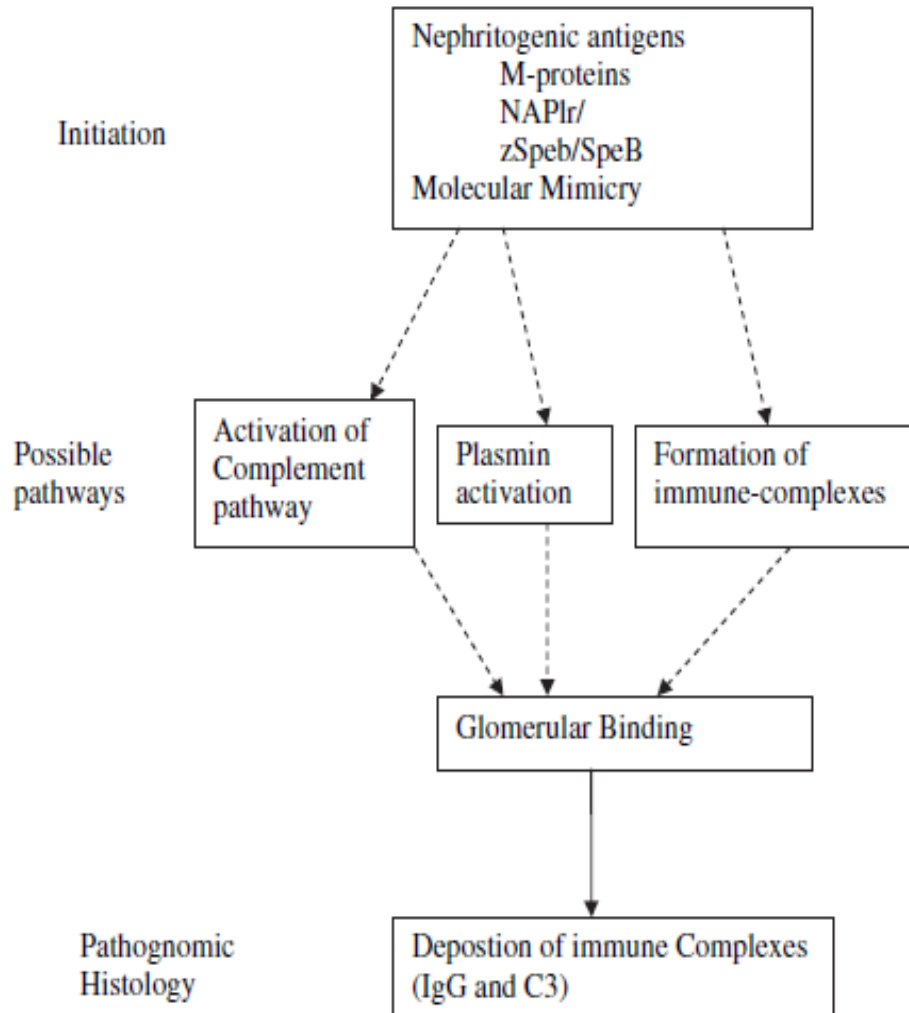 Nephritogenic antigens
M-proteins
NAPlr/
zSpeb/SpeB
Molecular Mimicry
Initiation
Activation of
Complement
pathway
Plasmin
activation
Formation of
immune-complexes
Possible
pathways
Glomerular Binding
Pathognomic
Histology
Depostion of immune Complexes
(IgG and C3)